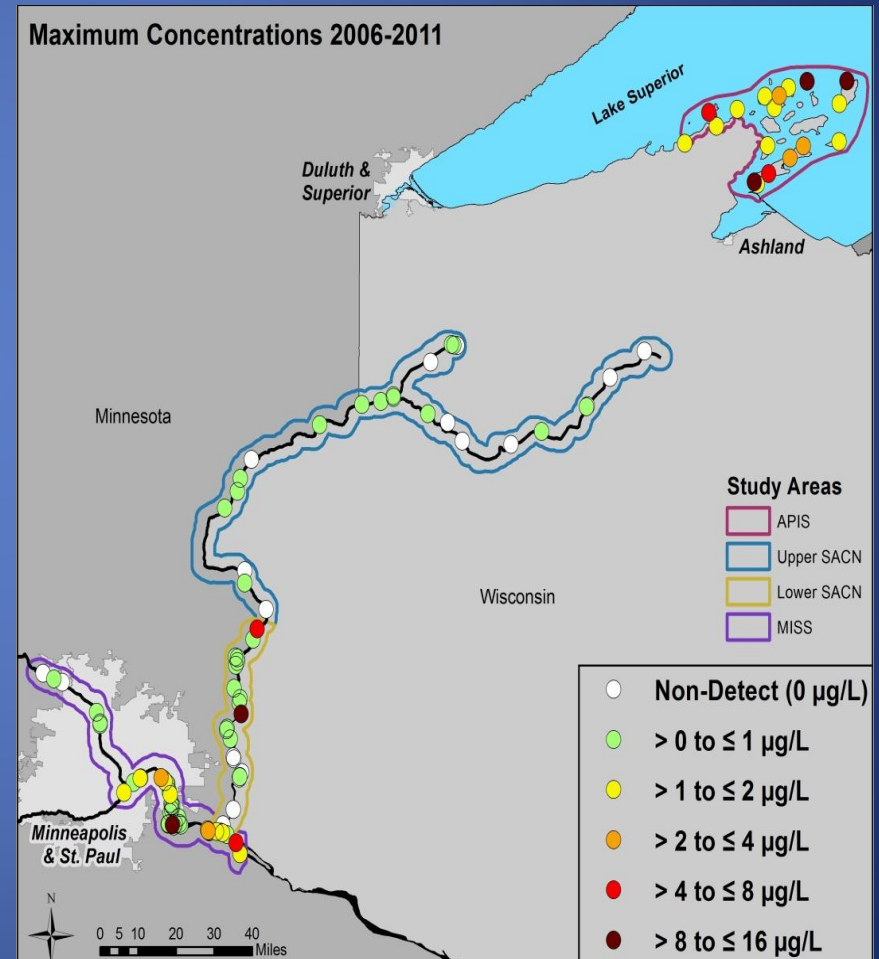 Maximum Concentrations 2006-2011
Lake Superior
Duluth &
Superior
Ashland
Minnesota
Wisconsin
Study Areas
APIS
Upper SACN
Lower SACN
MISS
Non-Detect (0 µg/L)
> 0 to ≤ 1 µg/L
> 1 to ≤ 2 µg/L
> 2 to ≤ 4 µg/L
> 4 to ≤ 8 µg/L
> 8 to ≤ 16 µg/L
Minneapolis
& St. Paul
N
0 5 10 20 30 40
Miles